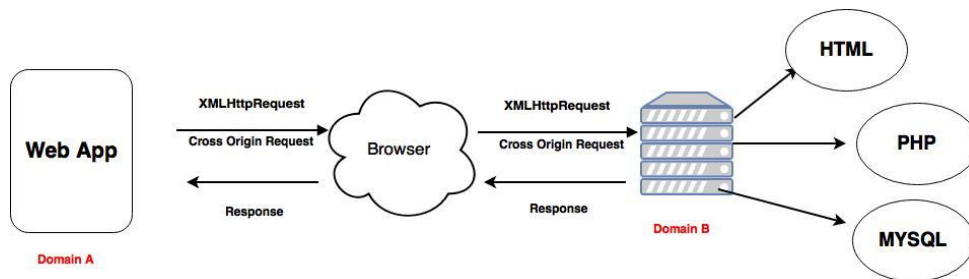 HTML
XMLHttpRequest
XMLHttpRequest
Web App
Cross Origin Request
Browser
Cross Origin Request
PHP
Response
Response
Domain B
MYSQL
Domain A